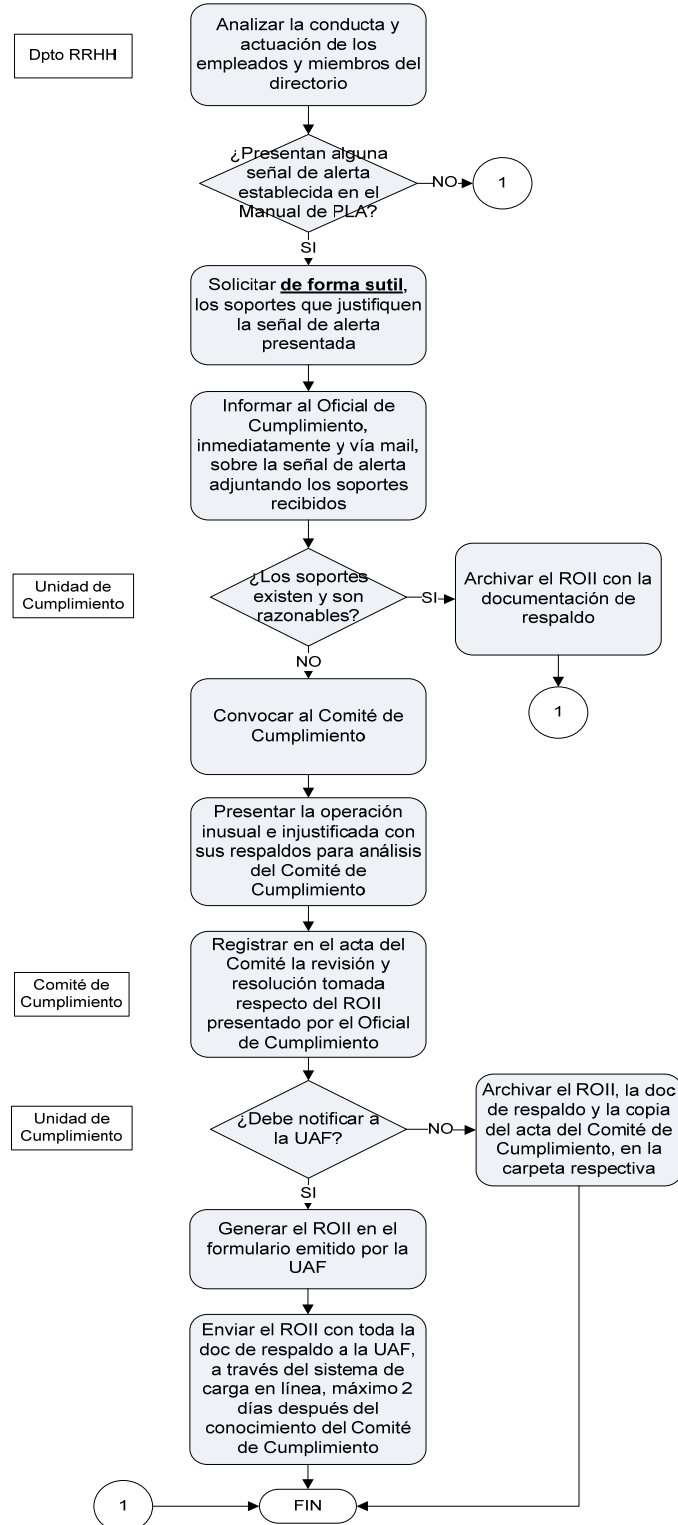 Analizar la conducta y
actuación de los
empleados y miembros del
directorio
Dpto RRHH
¿Presentan alguna
señal de alerta
establecida en el
Manual de PLA?
NO
1
SI
Solicitar de forma sutil,
los soportes que justifiquen
la señal de alerta
presentada
Informar al Oficial de
Cumplimiento,
inmediatamente y vía mail,
sobre la señal de alerta
adjuntando los soportes
recibidos
Unidad de
Cumplimiento
¿Los soportes
existen y son
razonables?
SI
Archivar el ROII con la
documentación de
respaldo
1
NO
Convocar al Comité de
Cumplimiento
Presentar la operación
inusual e injustificada con
sus respaldos para análisis
del Comité de
Cumplimiento
Comité de
Cumplimiento
Registrar en el acta del
Comité la revisión y
resolución tomada
respecto del ROII
presentado por el Oficial
de Cumplimiento
Unidad de
Cumplimiento
¿Debe notificar a
la UAF?
NO
Archivar el ROII, la doc
de respaldo y la copia
del acta del Comité de
Cumplimiento, en la
carpeta respectiva
SI
Generar el ROII en el
formulario emitido por la
UAF
Enviar el ROII con toda la
doc de respaldo a la UAF,
a través del sistema de
carga en línea, máximo 2
días después del
conocimiento del Comité
de Cumplimiento
1
FIN